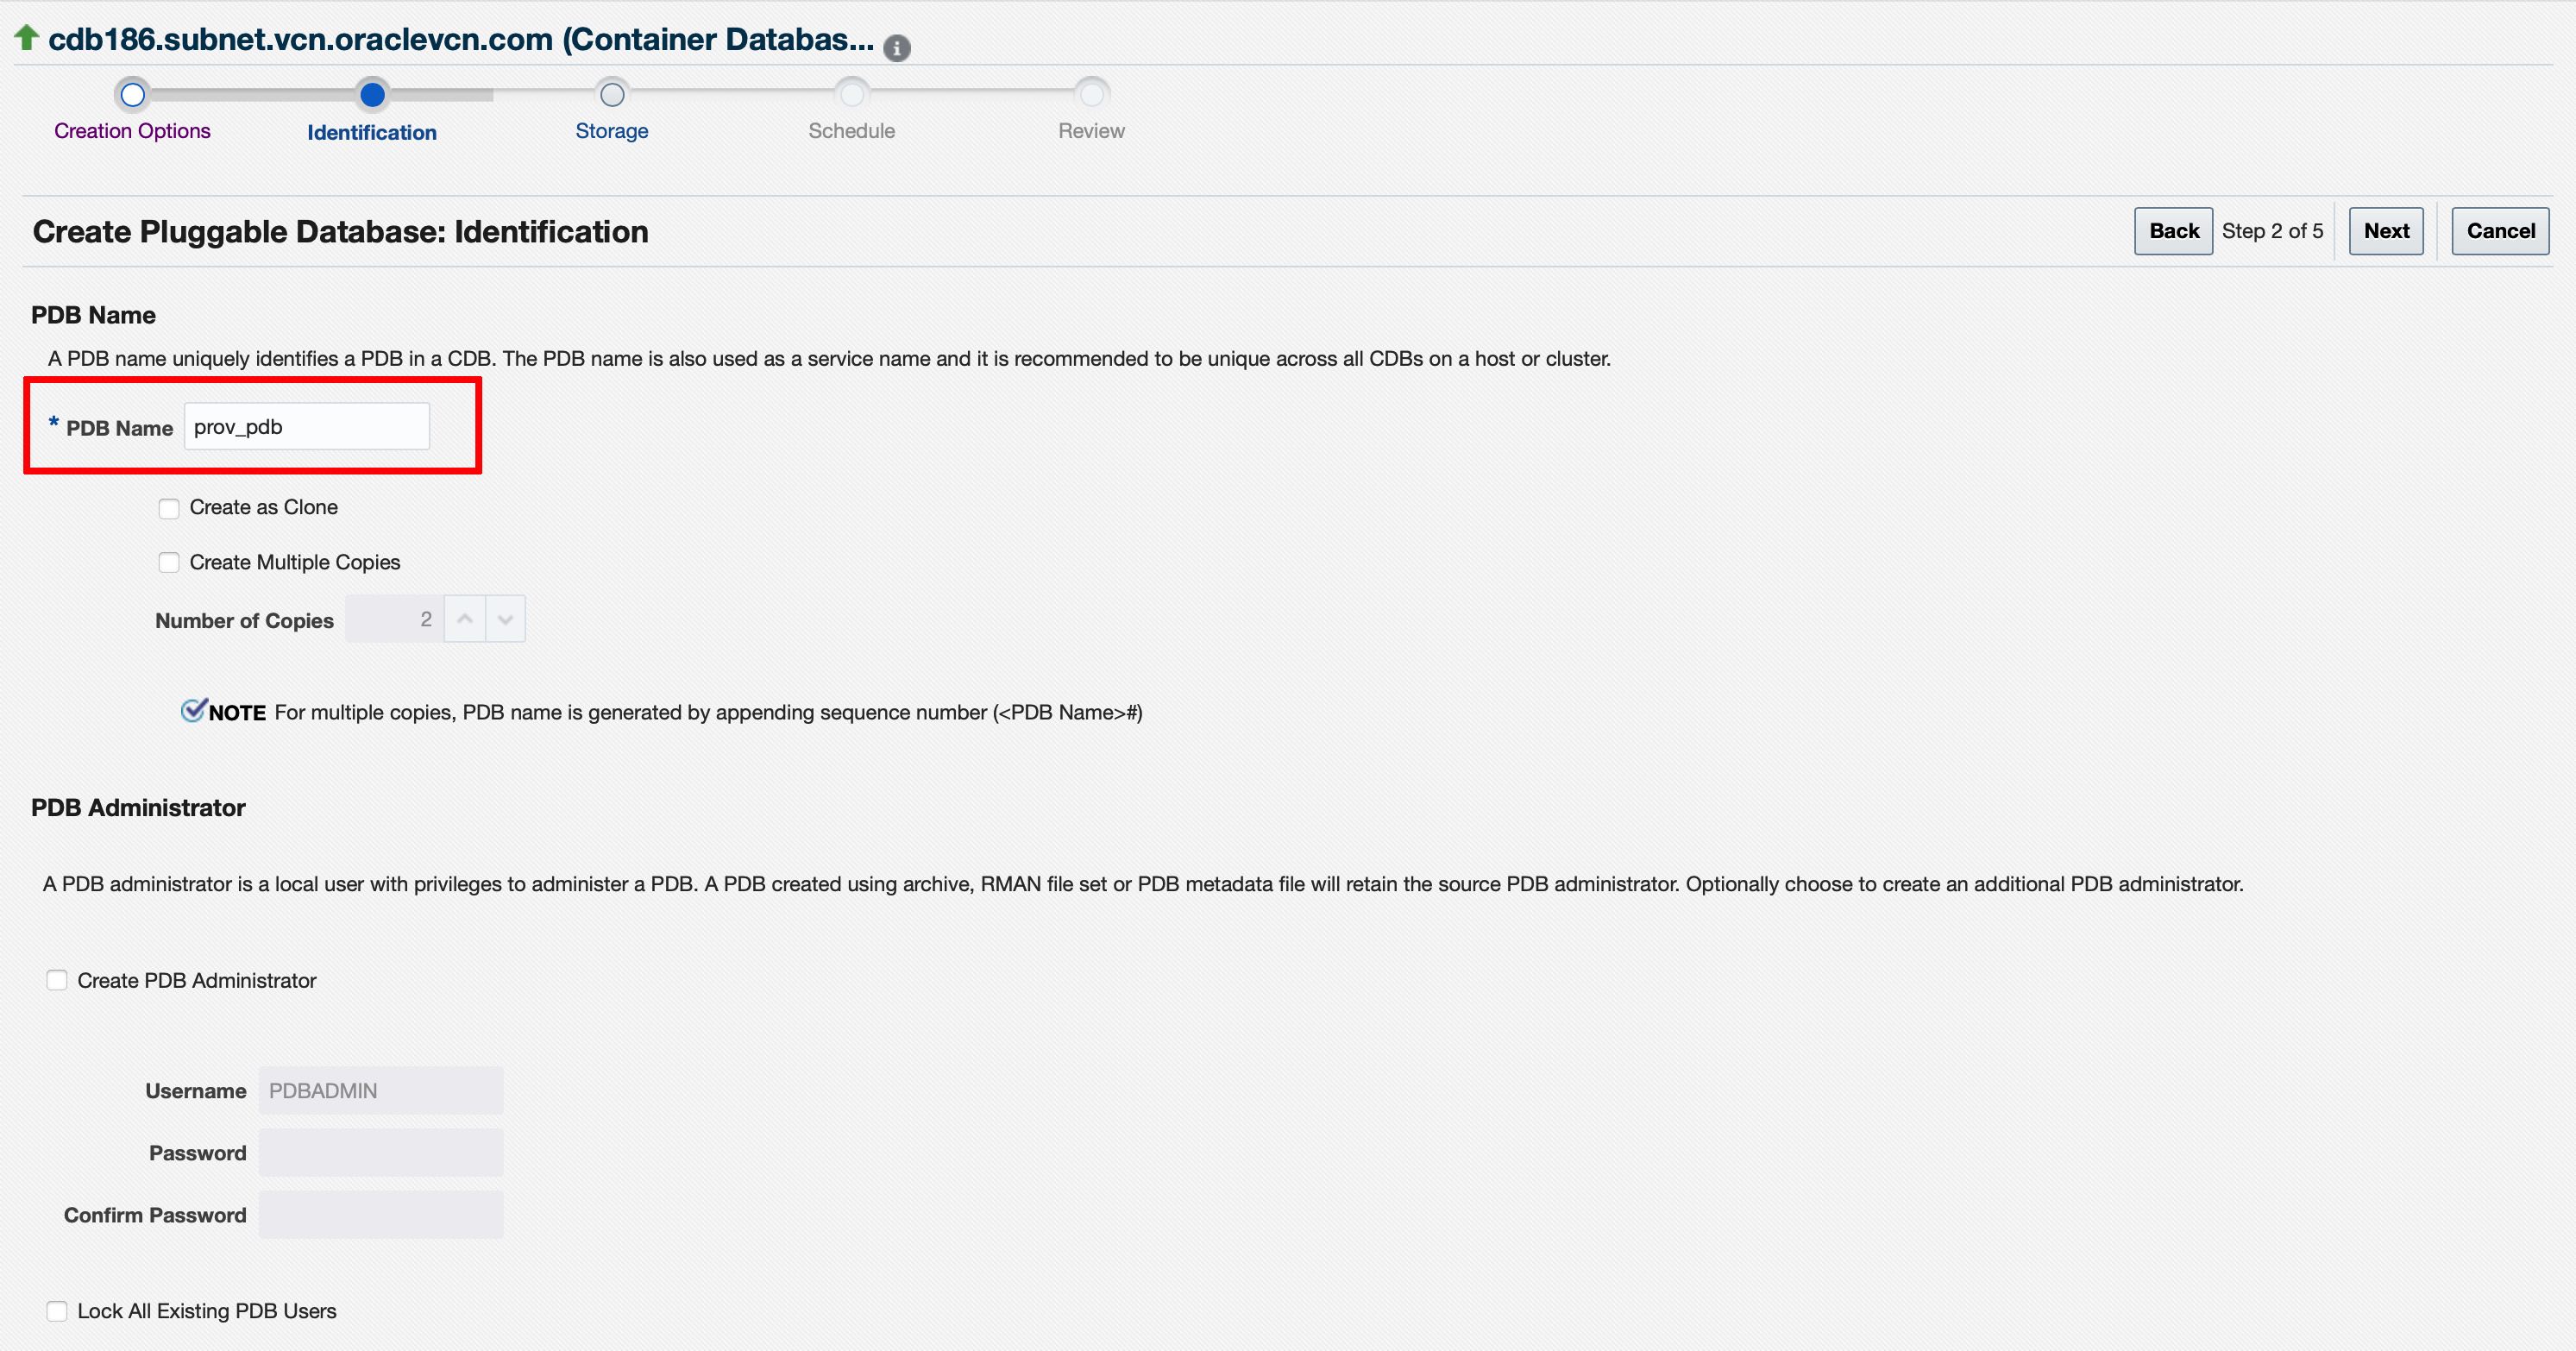 cdb186.subnet.vcn.oraclevcn.com (Container Databas...
Creation Options
Identification
Storage
Schedule
Review
Create Pluggable Database: Identification
Back
Step 2 of 5
Next
Cancel
PDB Name
A PDB name uniquely identifies a PDB in a CDB. The PDB name is also used as a service name and it is recommended to be unique across all CDBs on a host or cluster.
* PDB Name prov_pdb
Create as Clone
Create Multiple Copies
Number of Copies 2
NOTE For multiple copies, PDB name is generated by appending sequence number (<PDB Name>#)
PDB Administrator
A PDB administrator is a local user with privileges to administer a PDB. A PDB created using archive, RMAN file set or PDB metadata file will retain the source PDB administrator. Optionally choose to create an additional PDB administrator.
Create PDB Administrator
Username PDBADMIN
Password
Confirm Password
Lock All Existing PDB Users